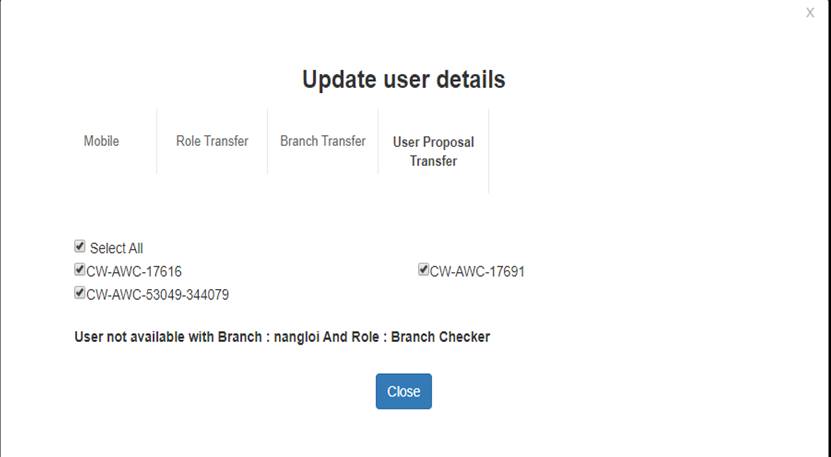 x
Update user details
Mobile
Role Transfer
Branch Transfer
User Proposal
Transfer
Select All
CW-AWC-17616
CW-AWC-17691
CW-AWC-53049-344079
User not available with Branch : nangloi And Role : Branch Checker
Close